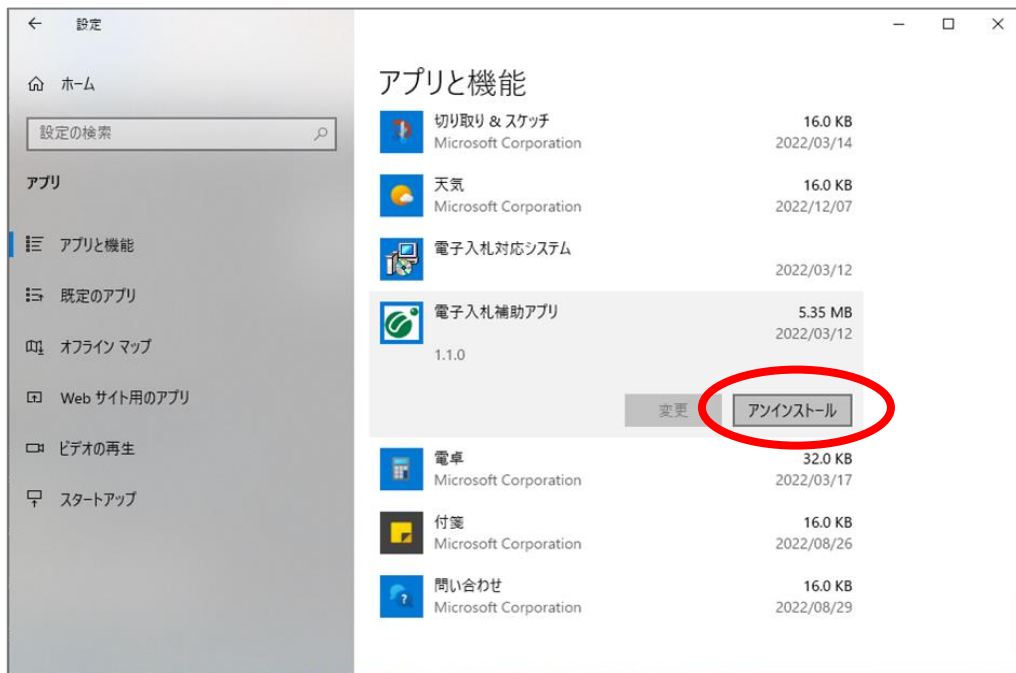 設定
ホーム
設定の検索
アプリ
アプリと機能
既定のアプリ
オフライン マップ
Web サイト用のアプリ
ビデオの再生
スタートアップ
アプリと機能
切り取り & スケッチ 16.0 KB
Microsoft Corporation 2022/03/14
天気 16.0 KB
Microsoft Corporation 2022/12/07
電子入札対応システム
2022/03/12
電子入札補助アプリ 5.35 MB
2022/03/12
1.1.0
変更 アンインストール
電卓 32.0 KB
Microsoft Corporation 2022/03/17
付箋 16.0 KB
Microsoft Corporation 2022/08/26
問い合わせ 16.0 KB
Microsoft Corporation 2022/08/29